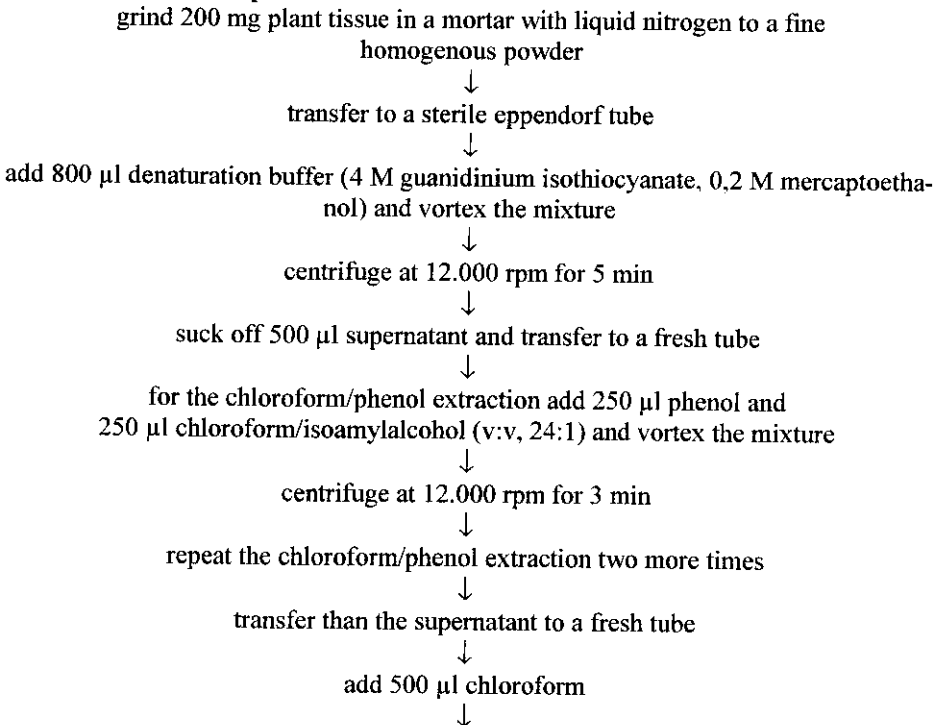 grind 200 mg plant tissue in a mortar with liquid nitrogen to a fine
homogenous powder
↓
transfer to a sterile eppendorf tube
↓
add 800 µl denaturation buffer (4 M guanidinium isothiocyanate, 0,2 M mercaptoetha-
nol) and vortex the mixture
↓
centrifuge at 12.000 rpm for 5 min
↓
suck off 500 µl supernatant and transfer to a fresh tube
↓
for the chloroform/phenol extraction add 250 µl phenol and
250 µl chloroform/isoamylalcohol (v:v, 24:1) and vortex the mixture
↓
centrifuge at 12.000 rpm for 3 min
↓
repeat the chloroform/phenol extraction two more times
↓
transfer than the supernatant to a fresh tube
↓
add 500 µl chloroform
↓